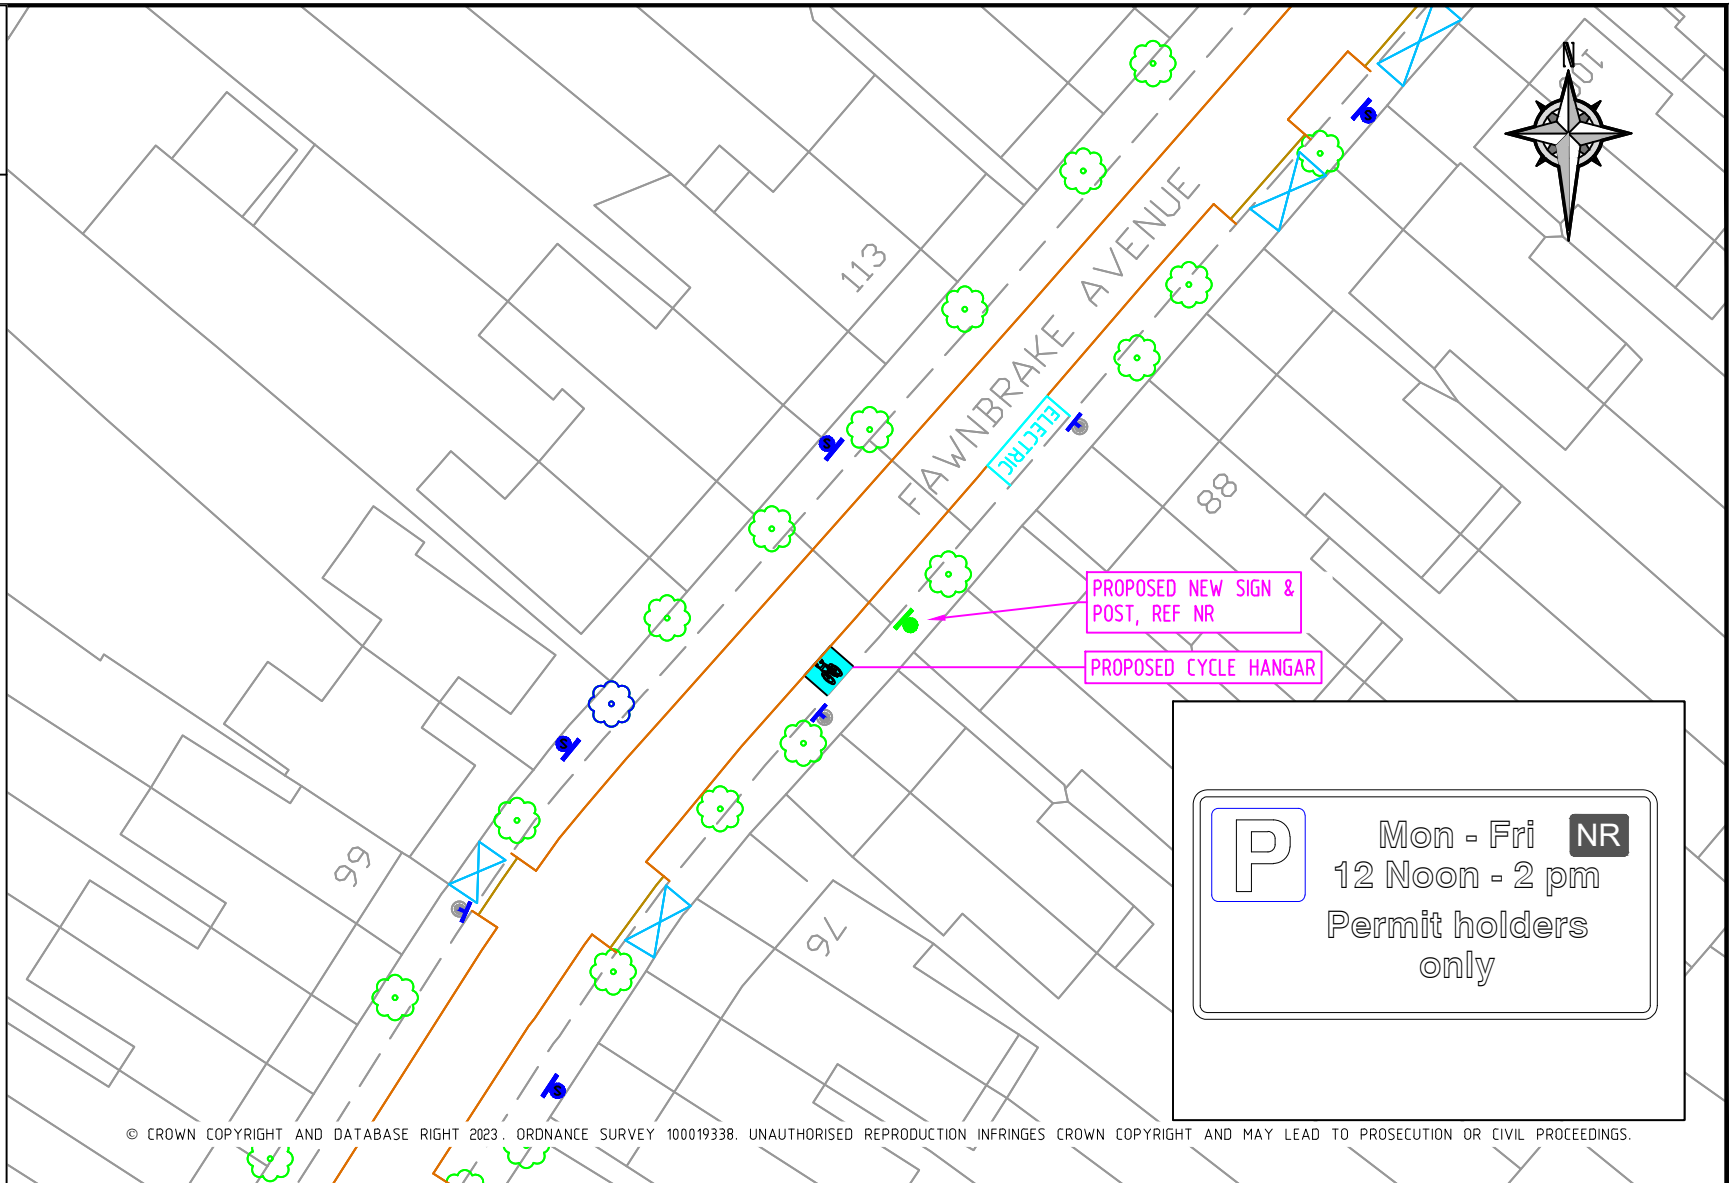 N
101
113
FAWNBRAKE AVENUE
ELECTRIC
88
PROPOSED NEW SIGN &
POST, REF NR
PROPOSED CYCLE HANGAR
99
76
P
Mon - Fri NR
12 Noon - 2 pm
Permit holders
only
© CROWN COPYRIGHT AND DATABASE RIGHT 2023. ORDNANCE SURVEY 100019338. UNAUTHORISED REPRODUCTION INFRINGES CROWN COPYRIGHT AND MAY LEAD TO PROSECUTION OR CIVIL PROCEEDINGS.